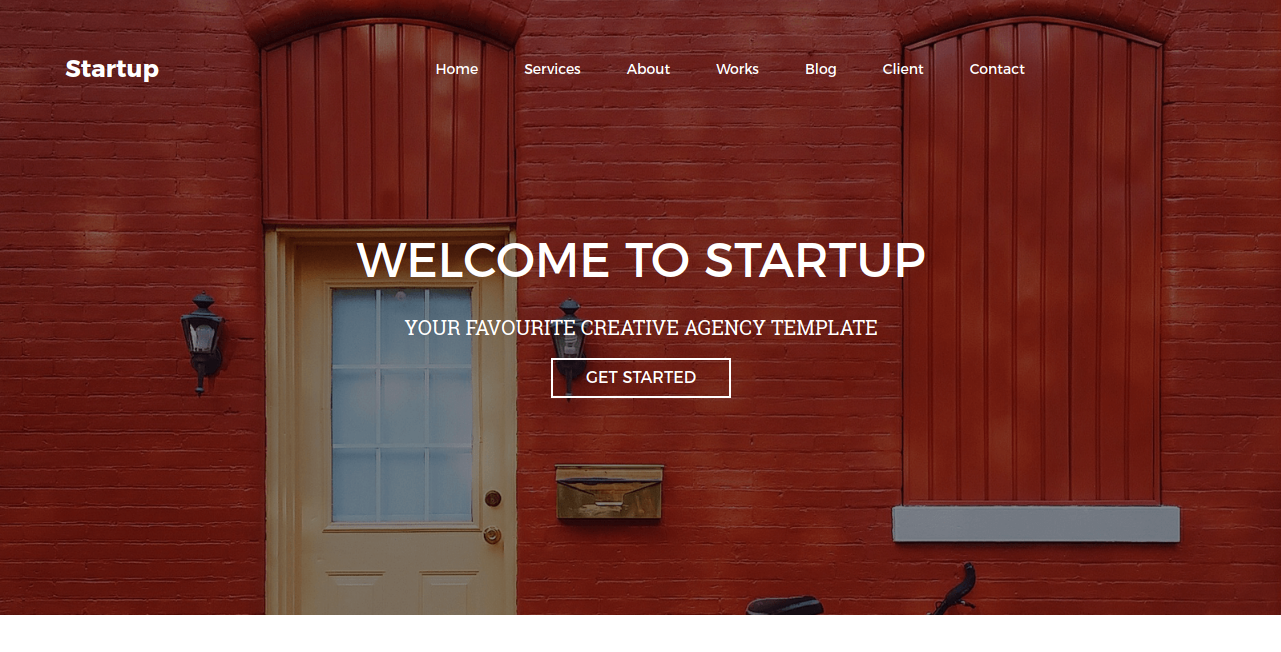 Startup
Home Services About Works Blog Client Contact
WELCOME TO STARTUP
YOUR FAVOURITE CREATIVE AGENCY TEMPLATE
GET STARTED